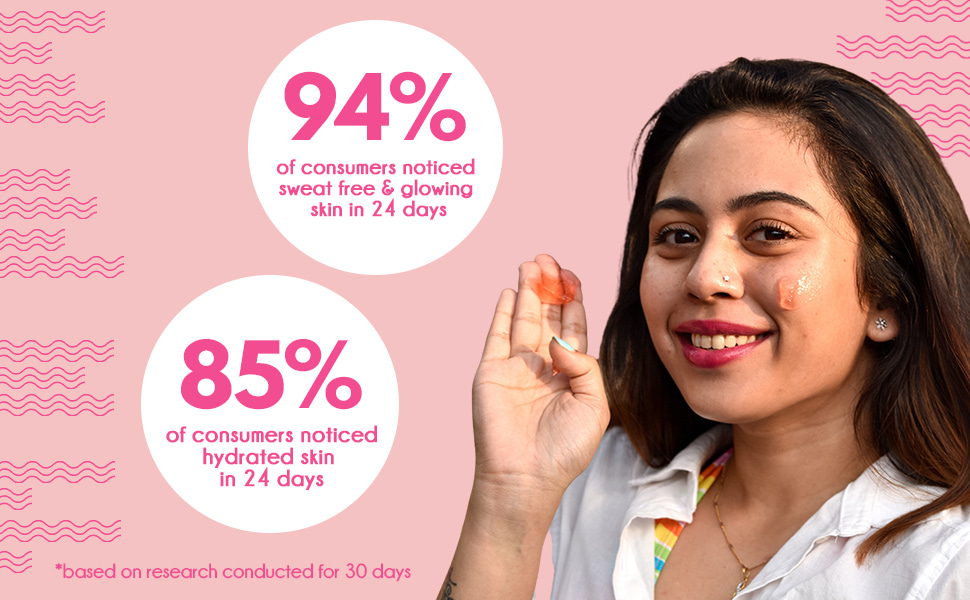 94%
of consumers noticed
sweat free & glowing
skin in 24 days
85%
of consumers noticed
hydrated skin
in 24 days
*based on research conducted for 30 days